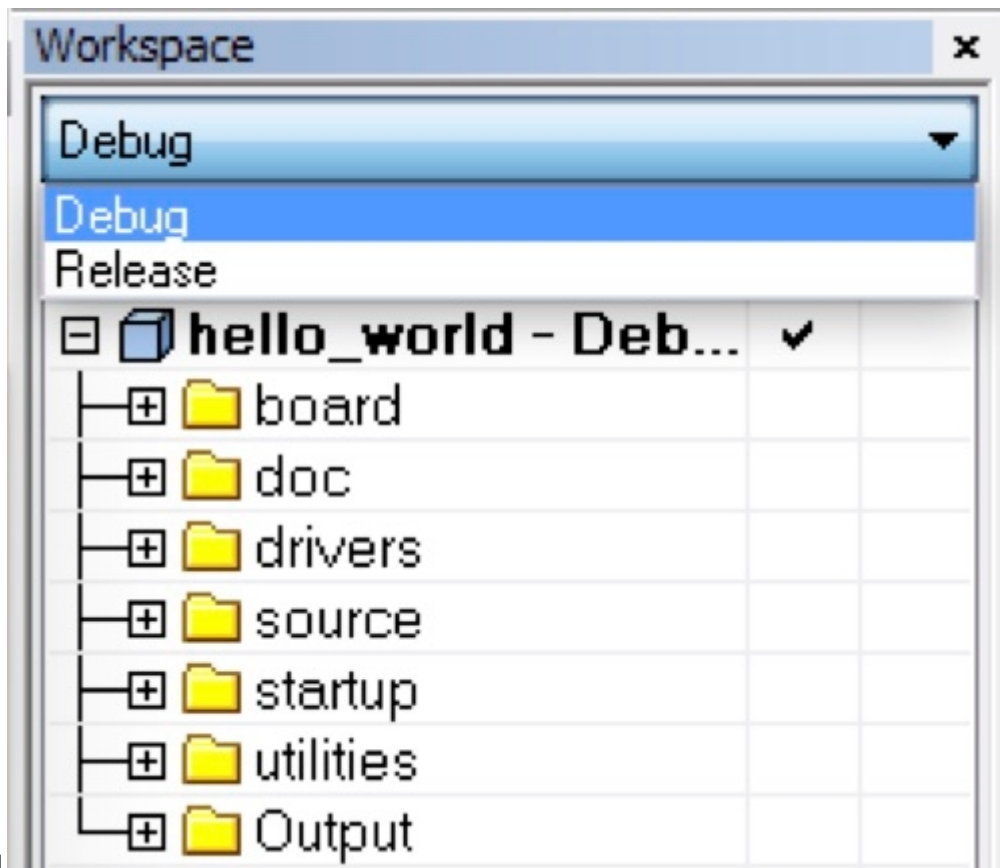 Workspace
Debug
Debug
Release
hello_world - Deb...
board
doc
drivers
source
startup
utilities
Output